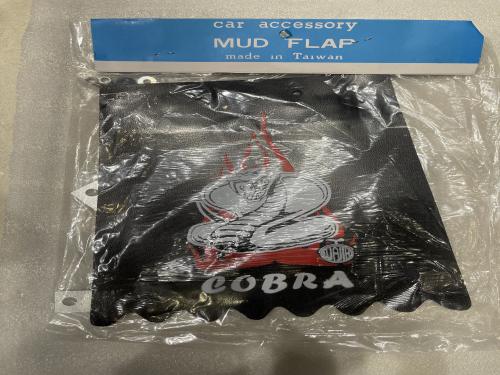 car accessory
MUD FLAP
made in Taiwan
COBRA